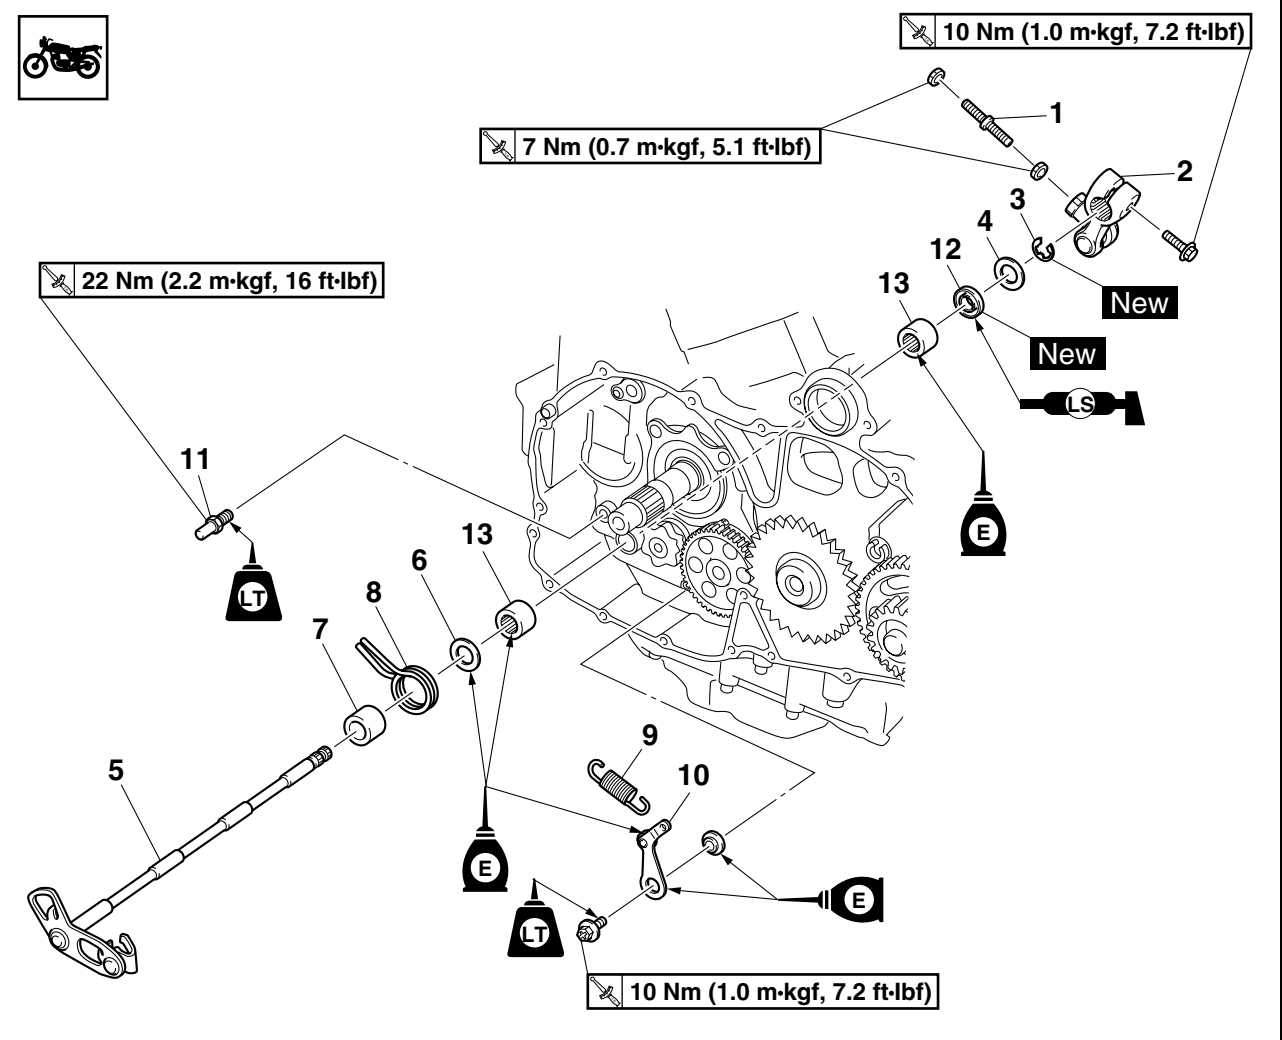 10 Nm (1.0 m•kgf, 7.2 ft•lbf)
1
7 Nm (0.7 m•kgf, 5.1 ft•lbf)
2
3
4
12
13
22 Nm (2.2 m•kgf, 16 ft•lbf)
New
New
LS
11
E
13
6
8
LT
7
9
5
10
E
E
LT
10 Nm (1.0 m•kgf, 7.2 ft•lbf)